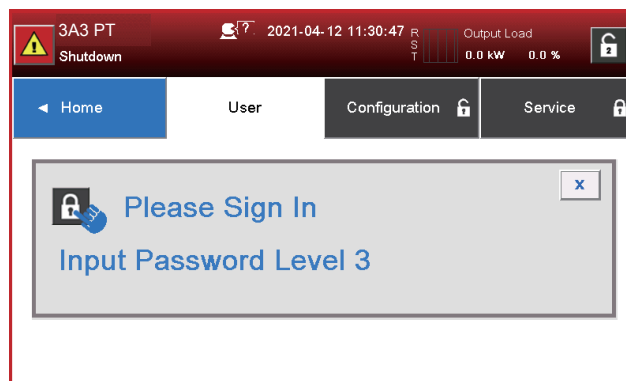 3A3 PT
Shutdown
?
2021-04-12 11:30:47
R
S
T
Output Load
0.0 kW 0.0 %
2
◄ Home
User
Configuration
Service
x
Please Sign In
Input Password Level 3